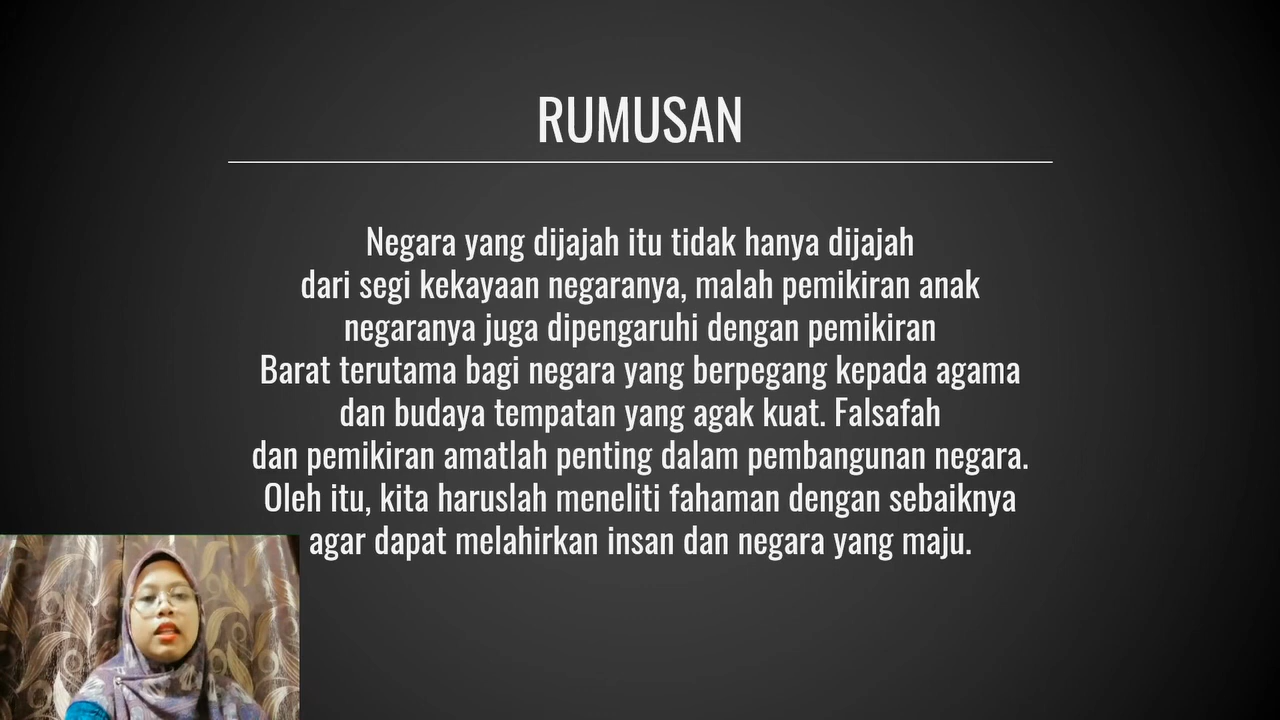 RUMUSAN
Negara yang dijajah itu tidak hanya dijajah
dari segi kekayaan negaranya, malah pemikiran anak
negaranya juga dipengaruhi dengan pemikiran
Barat terutama bagi negara yang berpegang kepada agama
dan budaya tempatan yang agak kuat. Falsafah
dan pemikiran amatlah penting dalam pembangunan negara.
Oleh itu, kita haruslah meneliti fahaman dengan sebaiknya
agar dapat melahirkan insan dan negara yang maju.